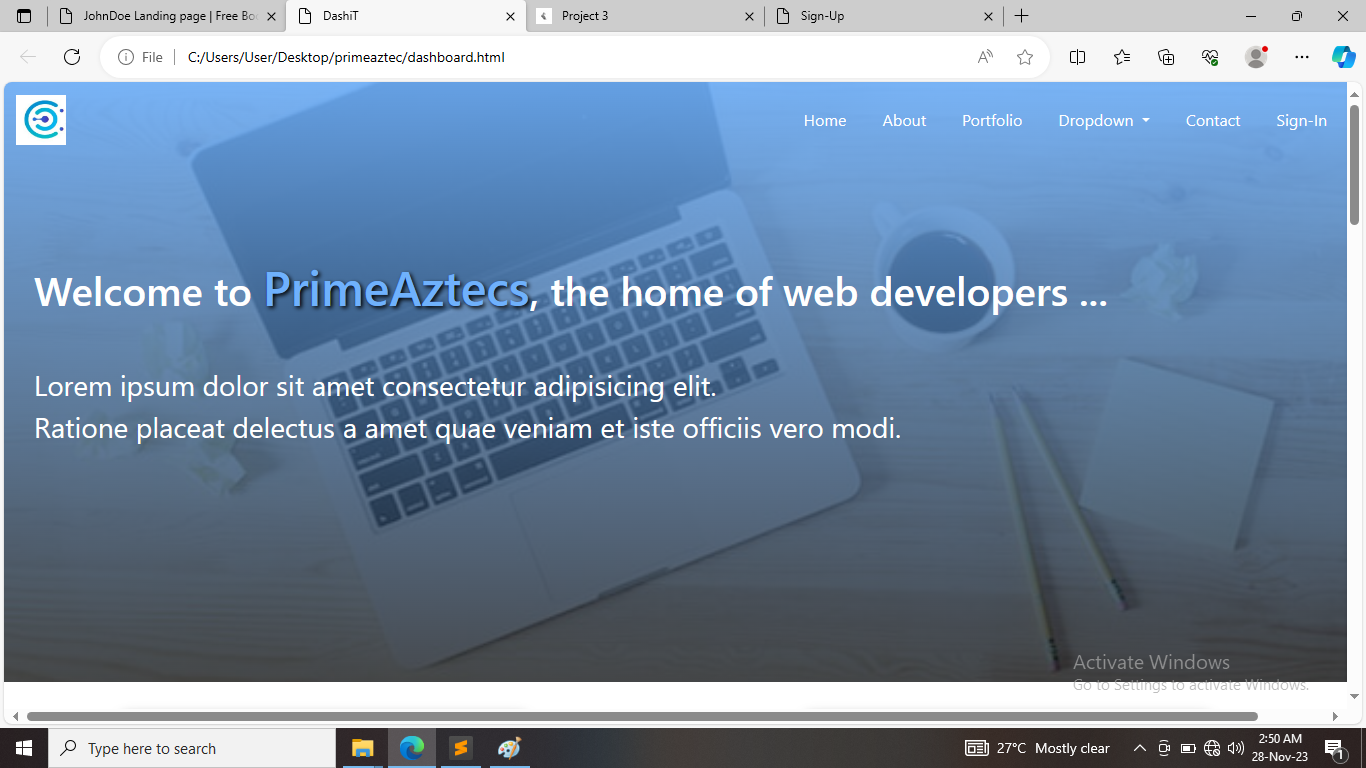 JohnDoe Landing page | Free Boo
DashiT
Project 3
Sign-Up
File
C:/Users/User/Desktop/primeaztec/dashboard.html
Home About Portfolio Dropdown Contact Sign-In
Welcome to PrimeAztecs, the home of web developers ...
Lorem ipsum dolor sit amet consectetur adipisicing elit.
Ratione placeat delectus a amet quae veniam et iste officiis vero modi.
Activate Windows
Go to Settings to activate Windows.
Type here to search
27°C Mostly clear
2:50 AM
28-Nov-23
1